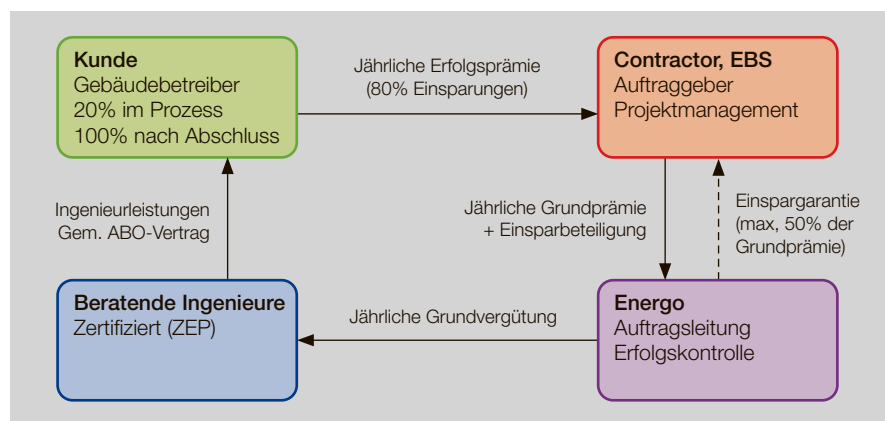 Kunde
Gebäudebetreiber
20% im Prozess
100% nach Abschluss
Jährliche Erfolgsprämie
(80% Einsparungen)
Contractor, EBS
Auftraggeber
Projektmanagement
Ingenieurleistungen
Gem. ABO-Vertrag
Jährliche Grundprämie
+ Einsparbeteiligung
Einspargarantie
(max, 50% der
Grundprämie)
Beratende Ingenieure
Zertifiziert (ZEP)
Jährliche Grundvergütung
Energo
Auftragsleitung
Erfolgskontrolle